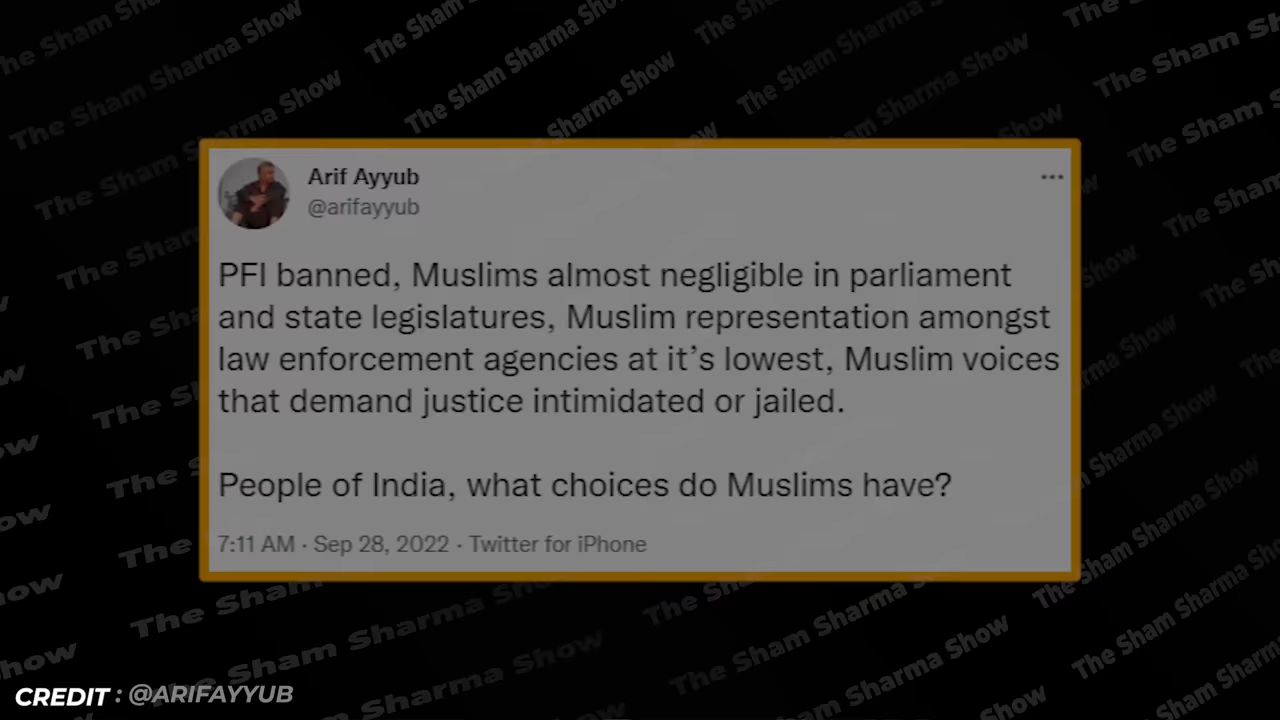 Arif Ayyub
@arifayyub
PFI banned, Muslims almost negligible in parliament
and state legislatures, Muslim representation amongst
law enforcement agencies at it’s lowest, Muslim voices
that demand justice intimidated or jailed.
People of India, what choices do Muslims have?
7:11 AM · Sep 28, 2022 · Twitter for iPhone
CREDIT : @ARIFAYYUB
The Sham Sharma Show